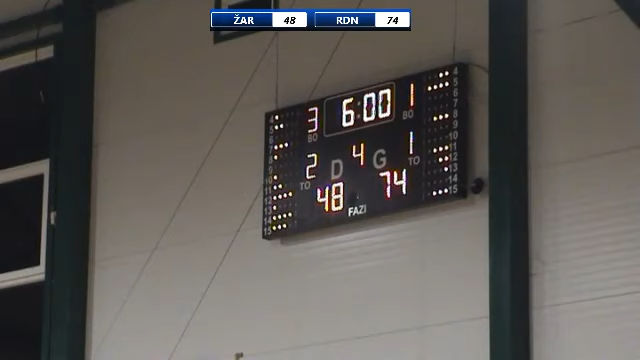 ŽAR 48 RDN 74
3 6:00 1
BO BO
2 4 1
TO D G TO
48 74
FAZI